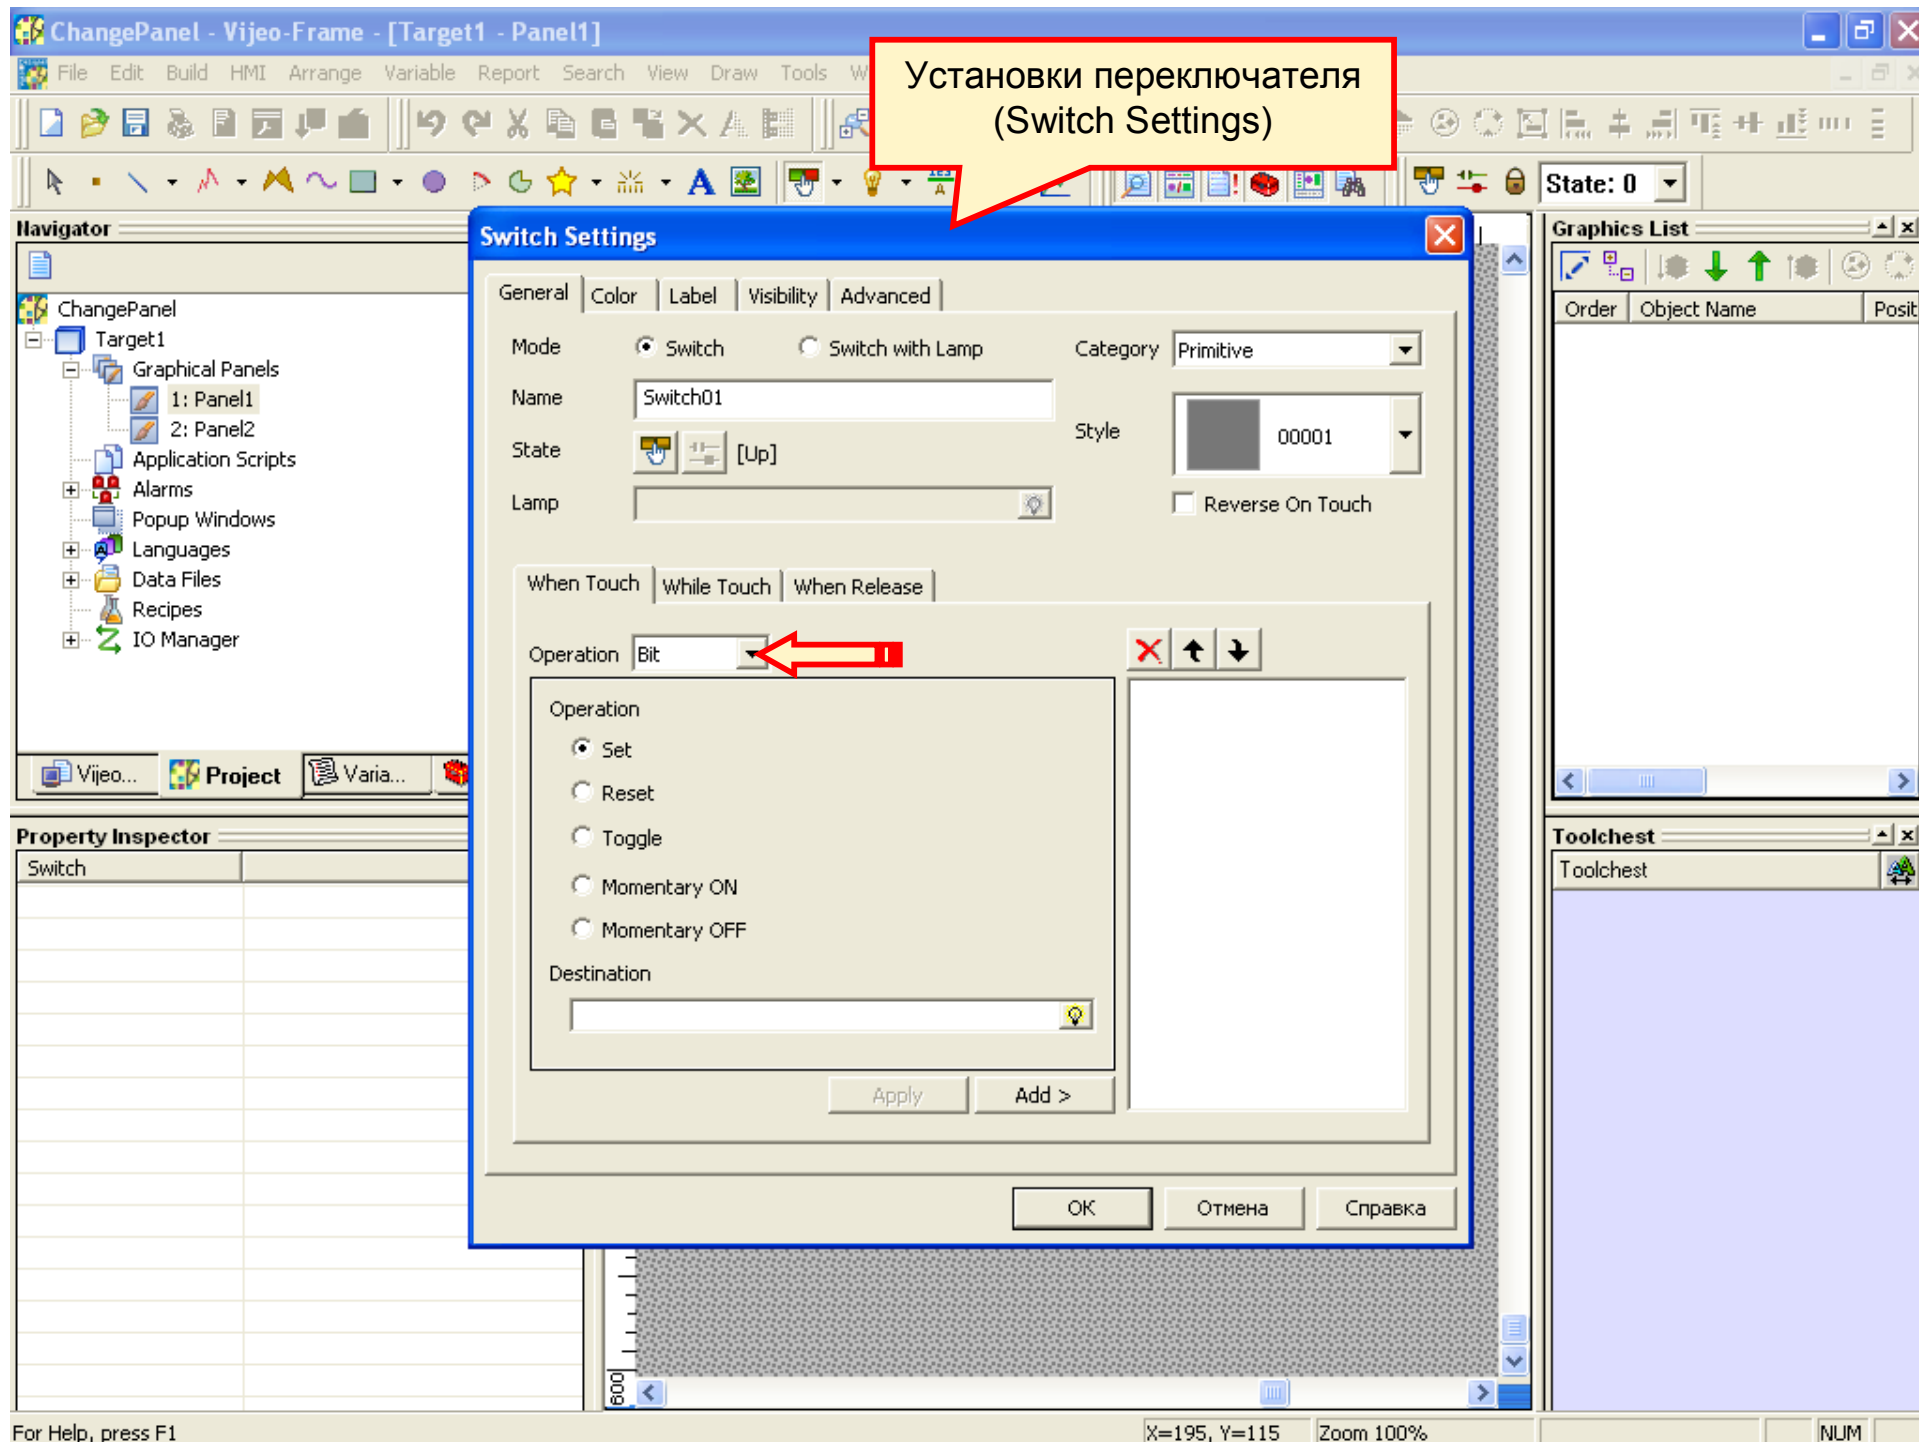 ChangePanel - Vijeo-Frame - [Target1 - Panel1]
File Edit Build HMI Arrange Variable Report Search View Draw Tools W
Установки переключателя
(Switch Settings)
State: 0
Navigator
ChangePanel
Target1
Graphical Panels
1: Panel1
2: Panel2
Application Scripts
Alarms
Popup Windows
Languages
Data Files
Recipes
IO Manager
Vijeo... Project Varia...
Property Inspector
Switch
Switch Settings
General Color Label Visibility Advanced
Mode Switch Switch with Lamp Category Primitive
Name Switch01
Style 00001
State [Up]
Lamp
Reverse On Touch
When Touch While Touch When Release
Operation Bit
Operation
Set
Reset
Toggle
Momentary ON
Momentary OFF
Destination
Apply Add >
OK Отмена Справка
Graphics List
Order Object Name Posit
Toolchest
Toolchest
600
For Help, press F1 X=195, Y=115 Zoom 100% NUM